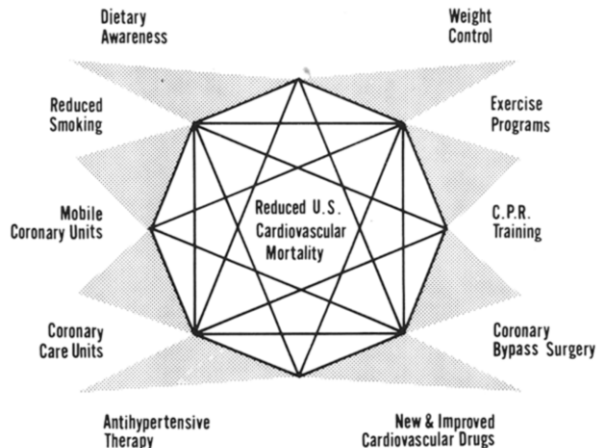 Dietary
Awareness
Weight
Control
Reduced
Smoking
Exercise
Programs
Mobile
Coronary Units
Reduced U.S.
Cardiovascular
Mortality
C.P.R.
Training
Coronary
Care Units
Coronary
Bypass Surgery
Antihypertensive
Therapy
New & Improved
Cardiovascular Drugs